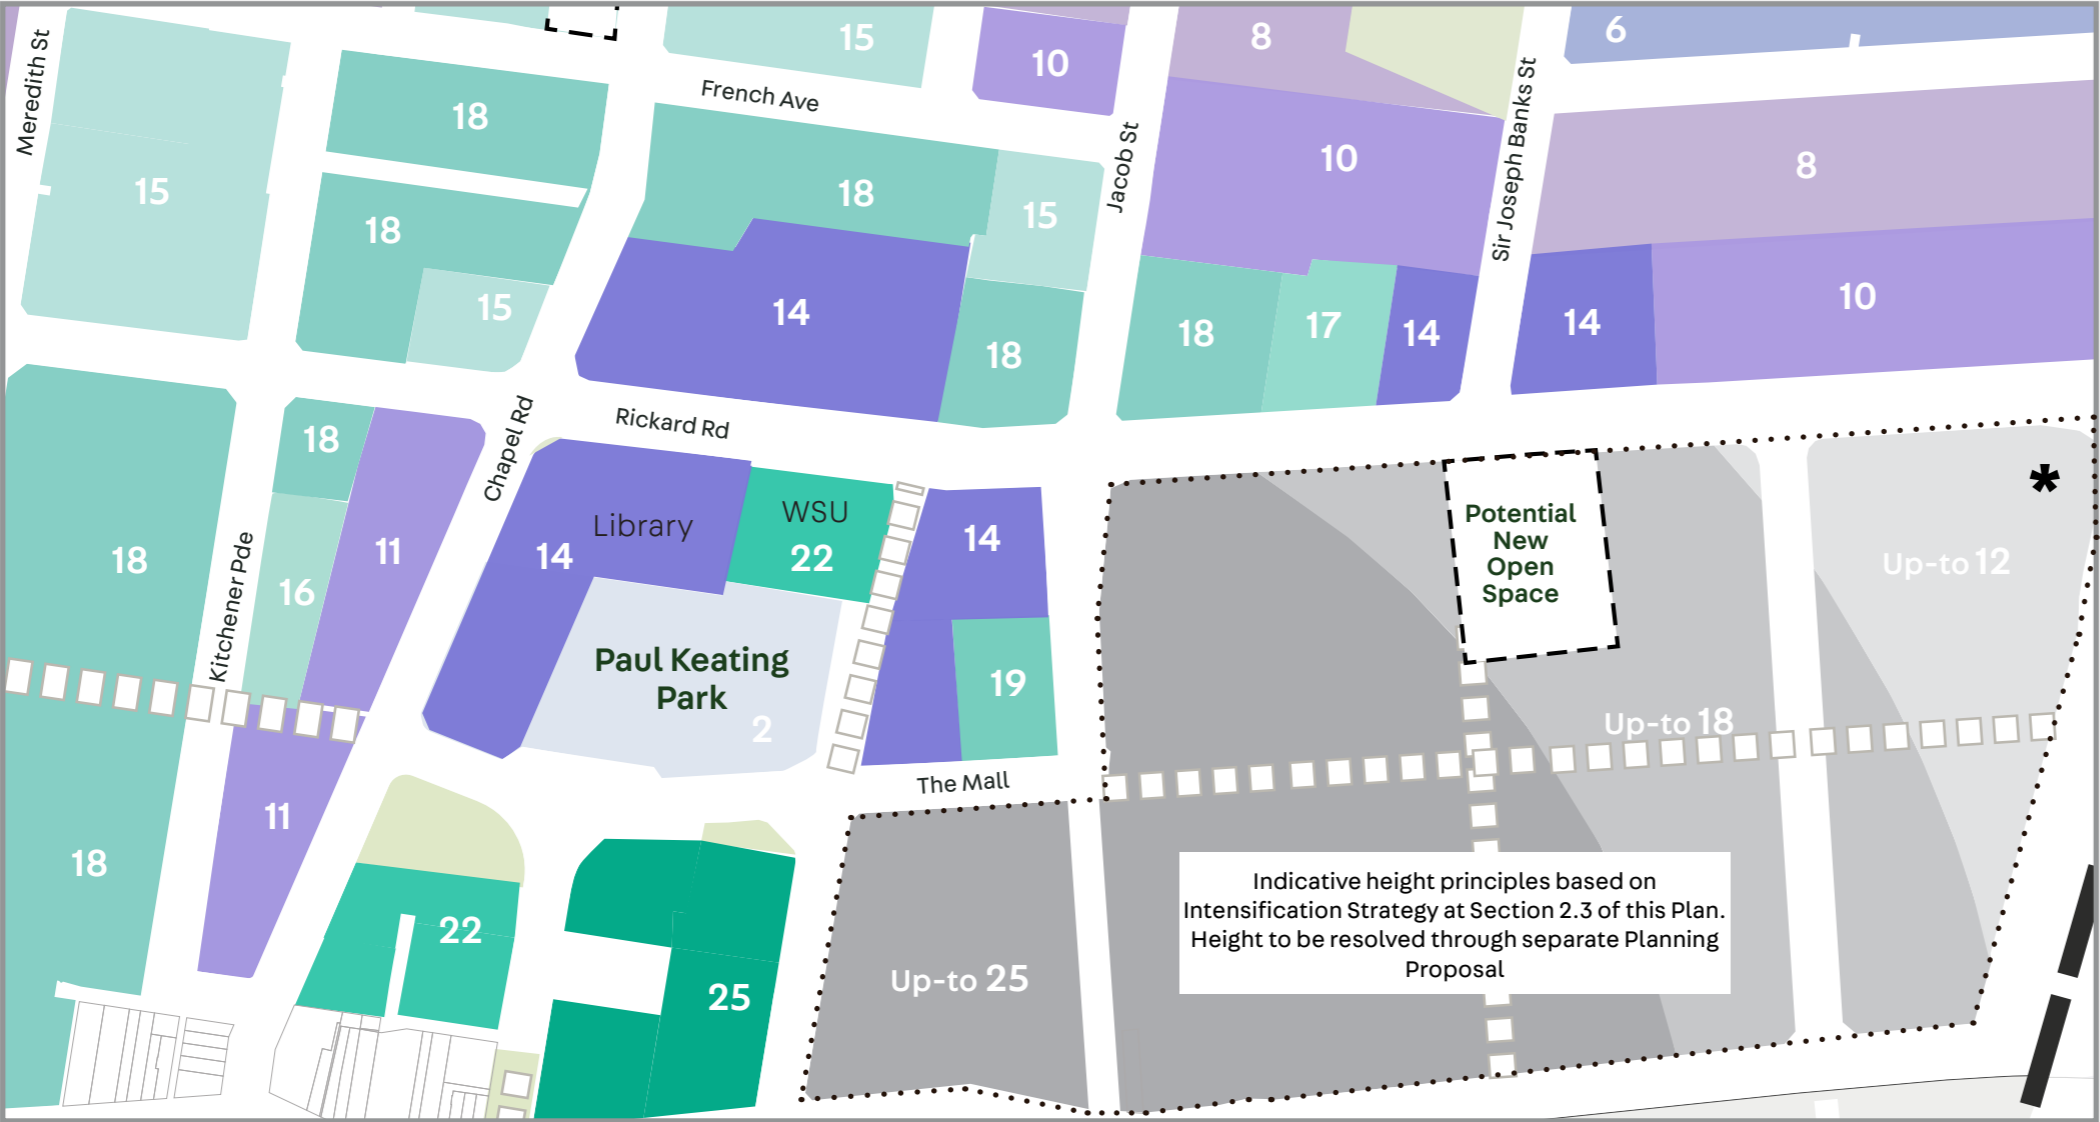 15
10
8
6
Meredith St
18
French Ave
Jacob St
Sir Joseph Banks St
15
18
18
15
10
8
18
15
14
18
18
17
14
14
10
Rickard Rd
Chapel Rd
18
11
18
16
Kitchener Pde
14
Library
WSU
22
14
19
Paul Keating
Park
2
Potential
New
Open
Space
*
Up-to 12
Up-to 18
The Mall
11
18
22
25
Up-to 25
Indicative height principles based on
Intensification Strategy at Section 2.3 of this Plan.
Height to be resolved through separate Planning
Proposal